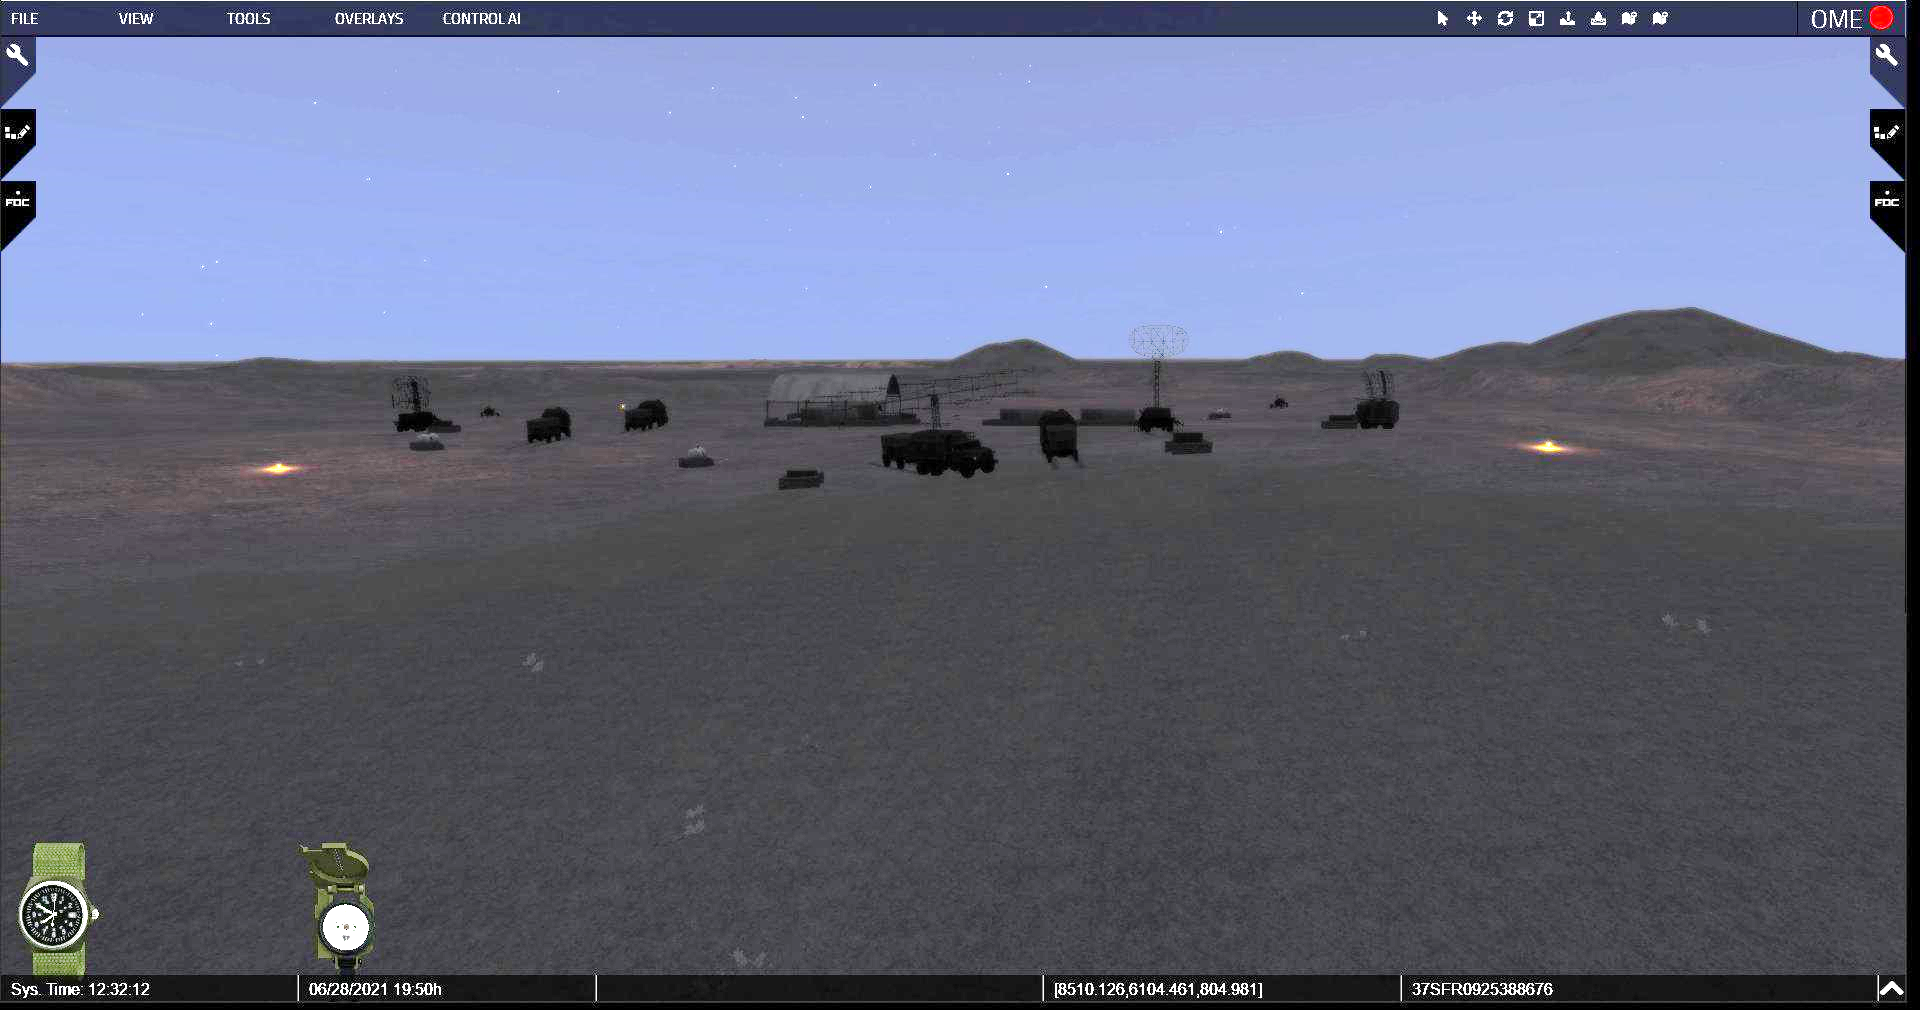 FILE VIEW TOOLS OVERLAYS CONTROL AI OME
FDC FDC
Sys. Time: 12:32:12 06/28/2021 19:50h [8510.126,6104.461,804.981] 37SFR0925388676